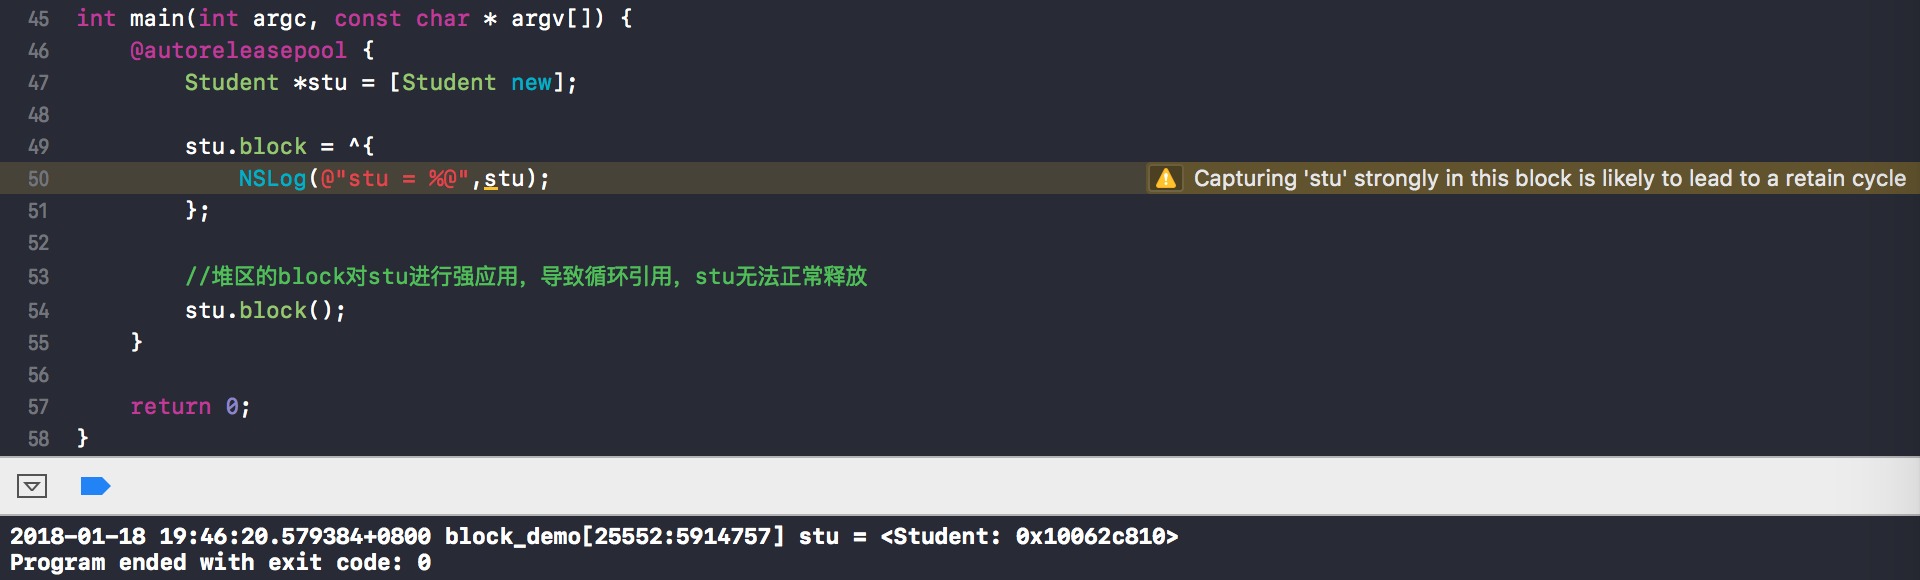 45 int main(int argc, const char * argv[]) {
46 @autoreleasepool {
47 Student *stu = [Student new];
48
49 stu.block = ^{
50 NSLog(@"stu = %@",stu); Capturing 'stu' strongly in this block is likely to lead to a retain cycle
51 };
52
53 //堆区的block对stu进行强应用，导致循环引用，stu无法正常释放
54 stu.block();
55 }
56
57 return 0;
58 }
2018-01-18 19:46:20.579384+0800 block_demo[25552:5914757] stu = <Student: 0x10062c810>
Program ended with exit code: 0